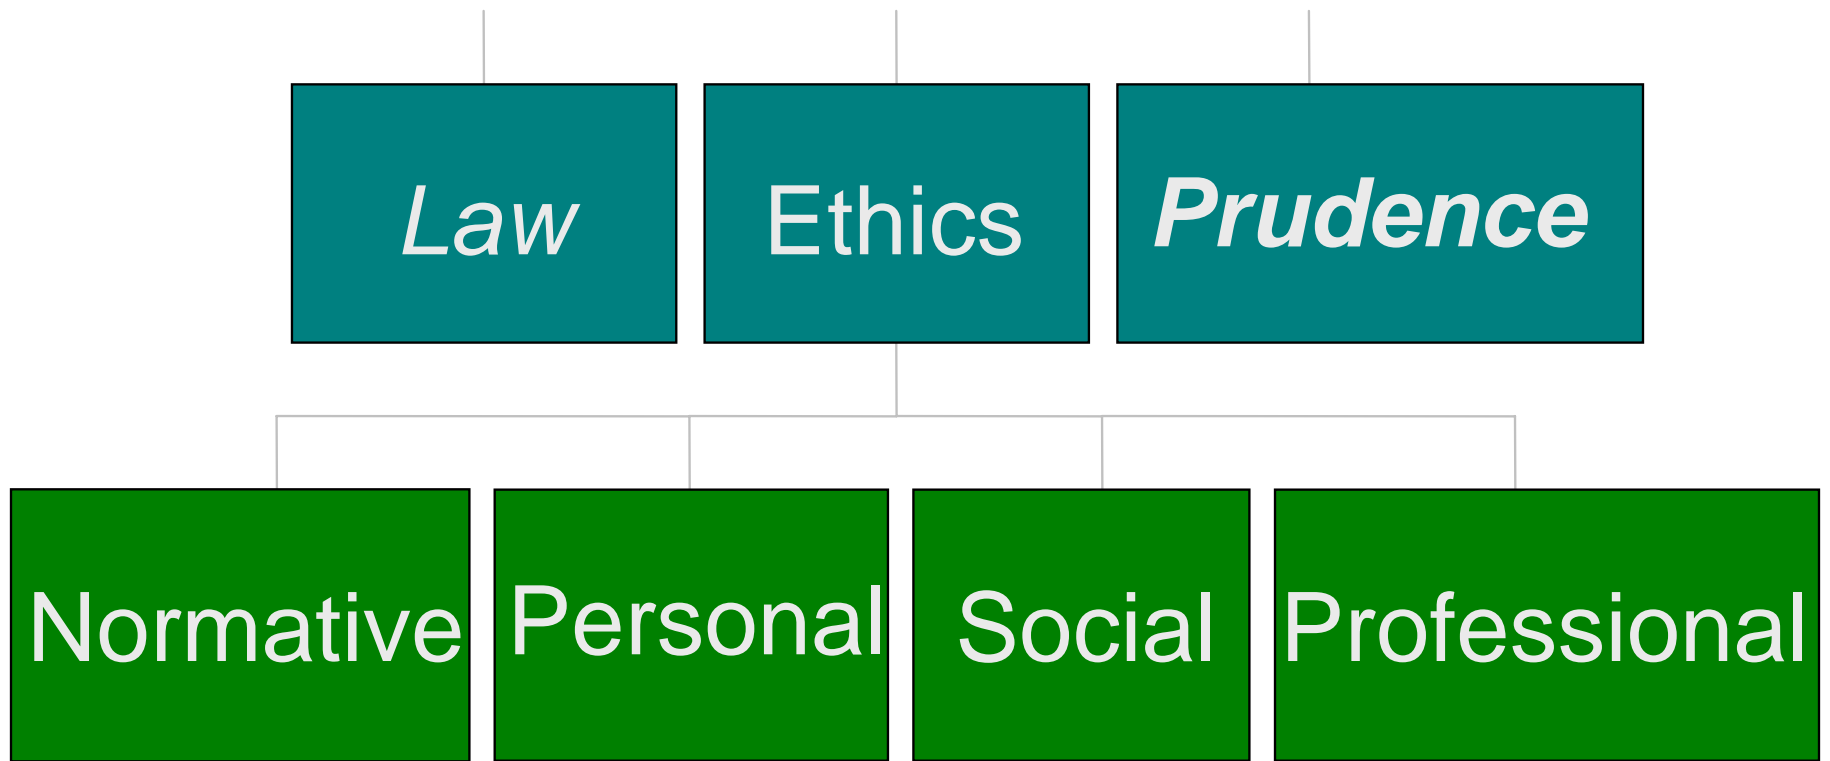 Law
Ethics
Prudence
Normative
Personal
Social
Professional